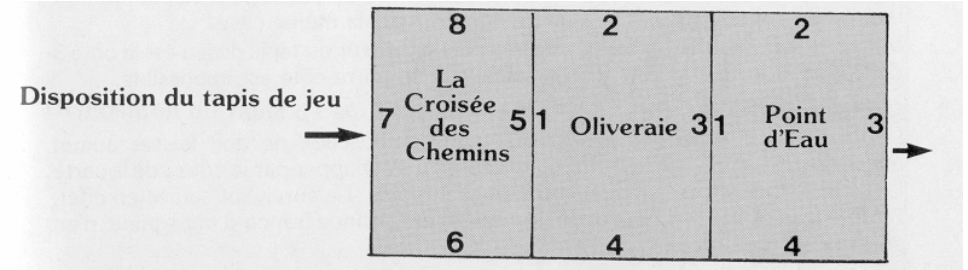 8 2 2
La
Croisée
des
Chemins
7 5 1 Oliveraie 3 1 Point
d'Eau
3
Disposition du tapis de jeu
6 4 4